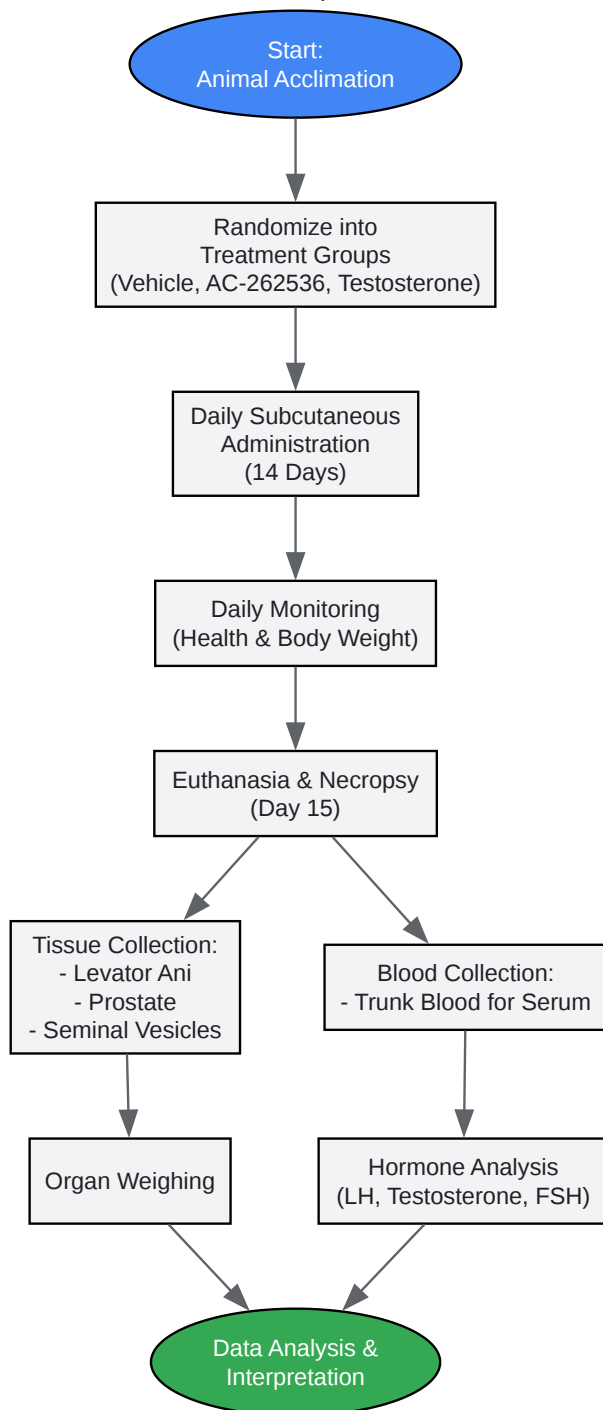 Start:
Animal Acclimation
Randomize into
Treatment Groups
(Vehicle, AC-262536, Testosterone)
Daily Subcutaneous
Administration
(14 Days)
Daily Monitoring
(Health & Body Weight)
Euthanasia & Necropsy
(Day 15)
Tissue Collection:
- Levator Ani
- Prostate
- Seminal Vesicles
Blood Collection:
- Trunk Blood for Serum
Organ Weighing
Hormone Analysis
(LH, Testosterone, FSH)
Data Analysis &
Interpretation